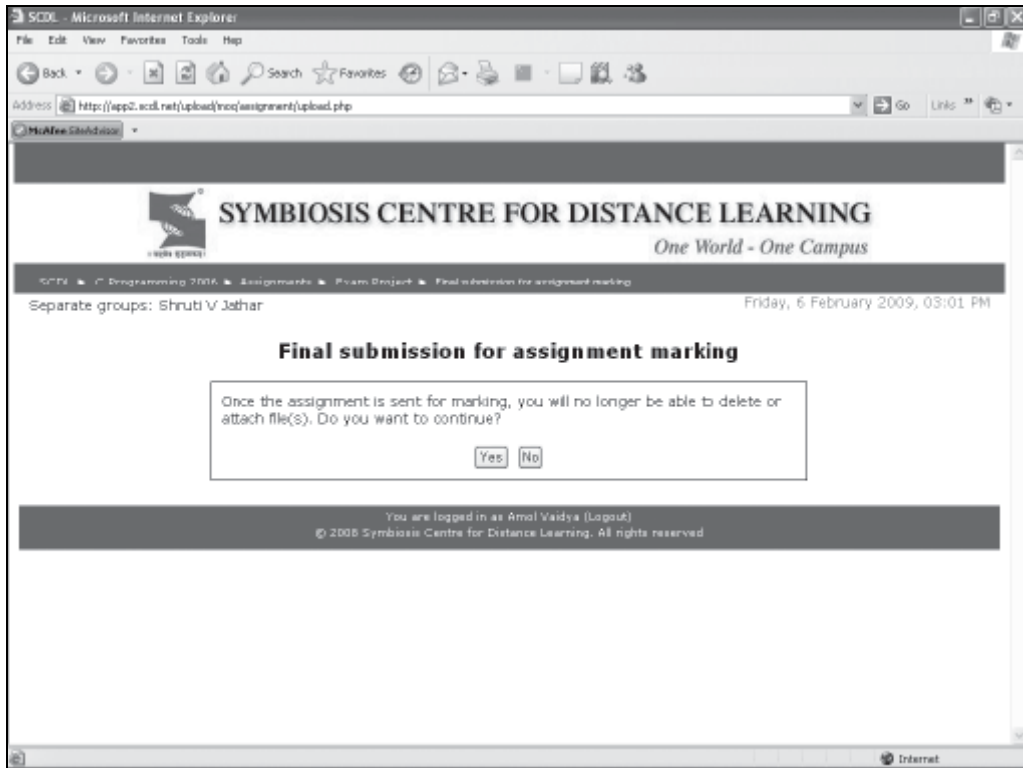 SCDL - Microsoft Internet Explorer
File Edit View Favorites Tools Help
Back Search Favorites
Address http://app2.scdl.net/upload/moq/assignment/upload.php Go Links »
McAfee SiteAdvisor
SYMBIOSIS CENTRE FOR DISTANCE LEARNING
One World - One Campus
SCDL ► C Programming 2006 ► Assignments ► Exam Project ► Final submission for assignment marking
Separate groups: Shruti V Jathar Friday, 6 February 2009, 03:01 PM
Final submission for assignment marking
Once the assignment is sent for marking, you will no longer be able to delete or
attach file(s). Do you want to continue?
Yes No
You are logged in as Amol Vaidya (Logout)
© 2008 Symbiosis Centre for Distance Learning. All rights reserved
Internet